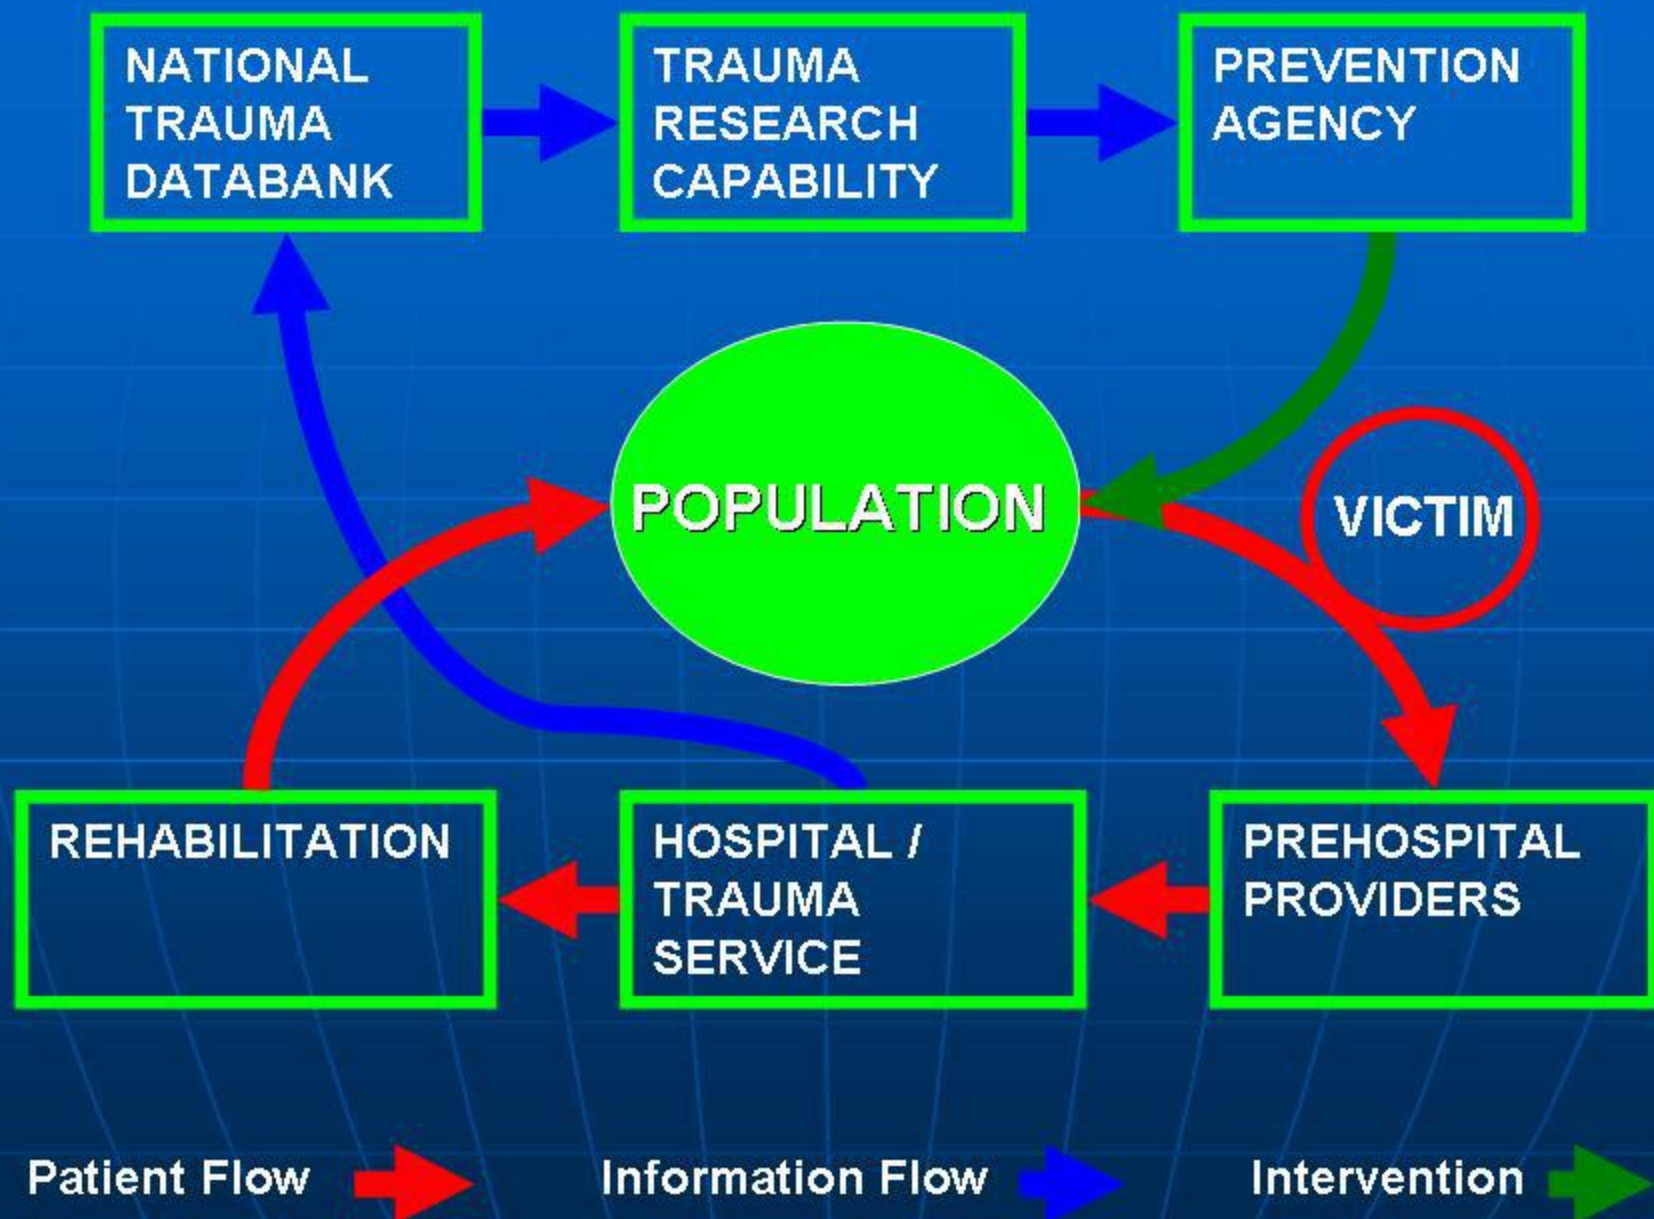 NATIONAL
TRAUMA
DATABANK
TRAUMA
RESEARCH
CAPABILITY
PREVENTION
AGENCY
POPULATION
VICTIM
REHABILITATION
HOSPITAL /
TRAUMA
SERVICE
PREHOSPITAL
PROVIDERS
Patient Flow
Information Flow
Intervention